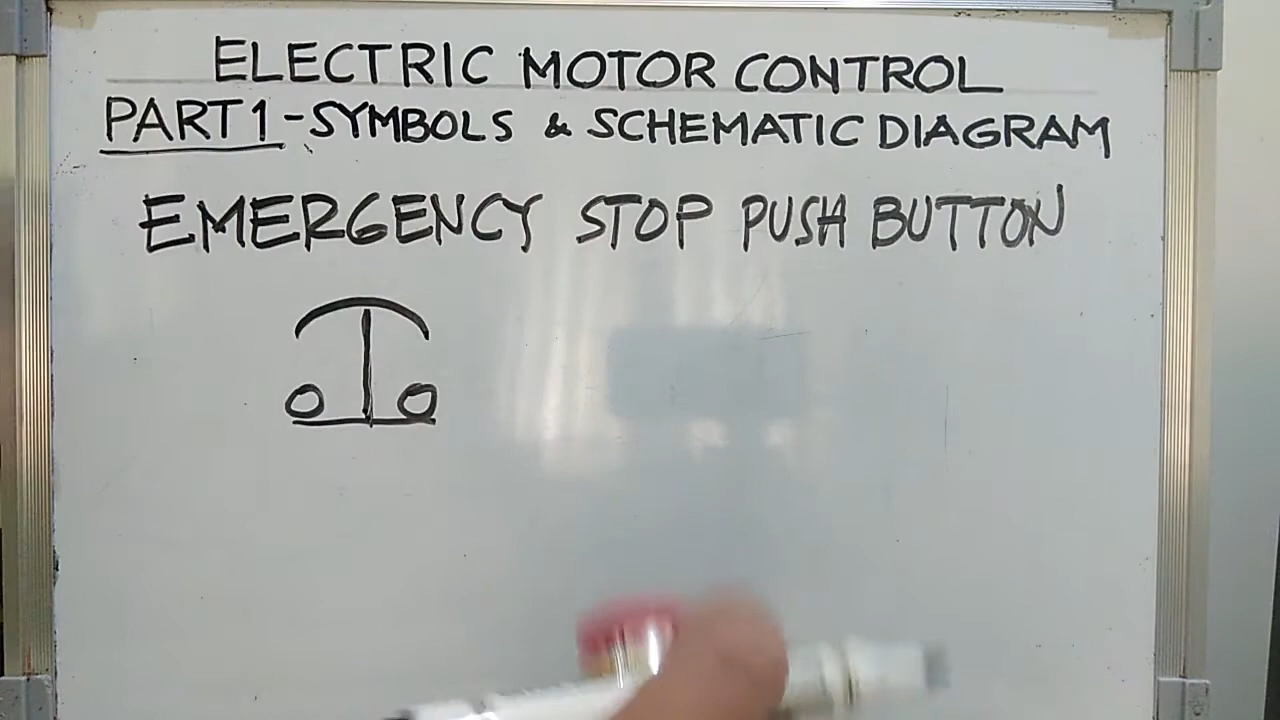 ELECTRIC MOTOR CONTROL
PART 1 - SYMBOLS & SCHEMATIC DIAGRAM
EMERGENCY STOP PUSH BUTTON